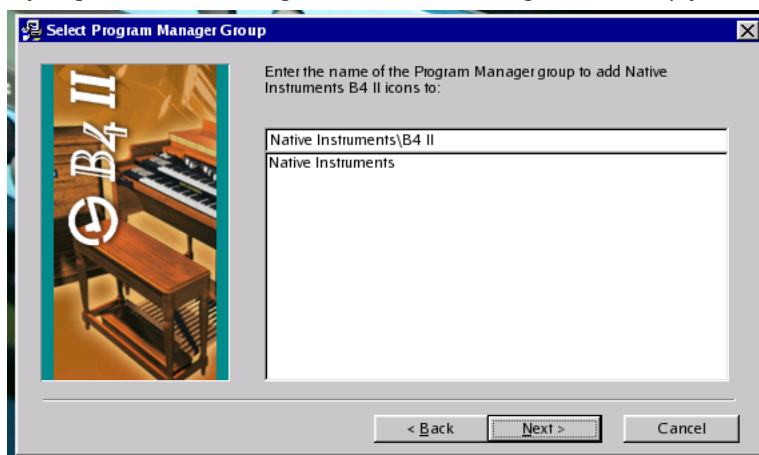 Select Program Manager Group
B4 II
Enter the name of the Program Manager group to add Native
Instruments B4 II icons to:
Native Instruments\B4 II
Native Instruments
< Back
Next >
Cancel